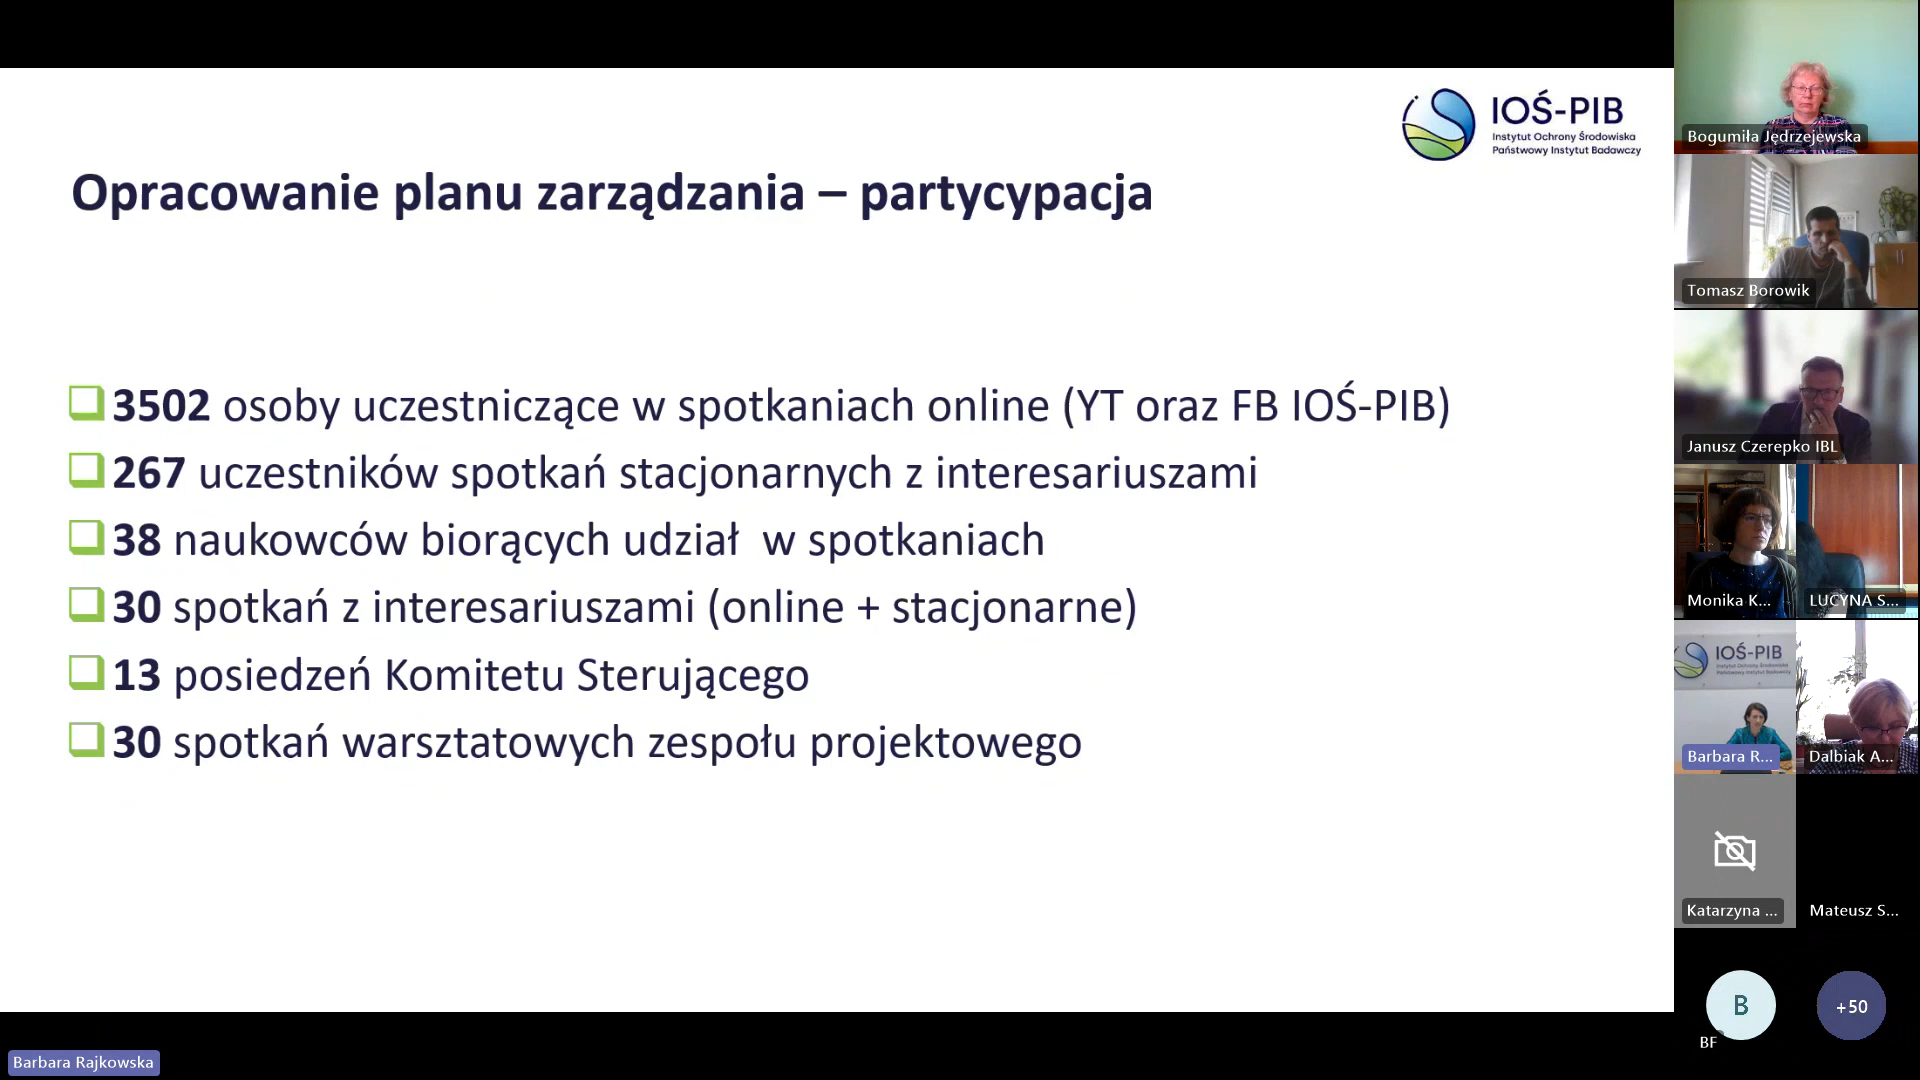 IOŚ-PIB
Instytut Ochrony Środowiska
Państwowy Instytut Badawczy
Opracowanie planu zarządzania – partycypacja
3502 osoby uczestniczące w spotkaniach online (YT oraz FB IOŚ-PIB)
267 uczestników spotkań stacjonarnych z interesariuszami
38 naukowców biorących udział w spotkaniach
30 spotkań z interesariuszami (online + stacjonarne)
13 posiedzeń Komitetu Sterującego
30 spotkań warsztatowych zespołu projektowego
Bogumiła Jędrzejewska
Tomasz Borowik
Janusz Czerepko IBL
Monika K...
LUCYNA S...
IOŚ-PIB
Instytut Ochrony Środowiska
Państwowy Instytut Badawczy
Barbara R...
Dalbiak A...
Katarzyna ...
Mateusz S...
B
+50
BF
Barbara Rajkowska